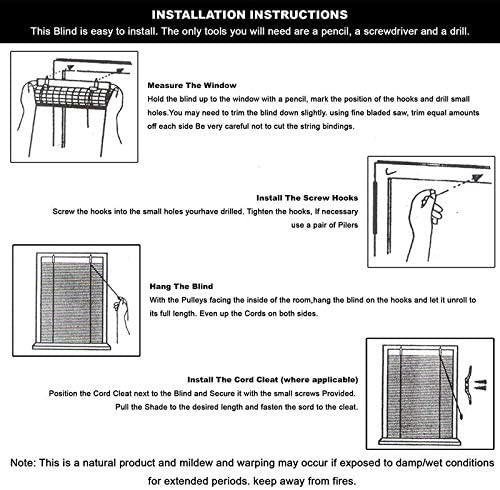 INSTALLATION INSTRUCTIONS
This Blind is easy to install. The only tools you will need are a pencil, a screwdriver and a drill.
Measure The Window
Hold the blind up to the window with a pencil, mark the position of the hooks and drill small
holes.You may need to trim the blind down slightly. using fine bladed saw, trim equal amounts
off each side Be very careful not to cut the string bindings.
Install The Screw Hooks
Screw the hooks into the small holes yourhave drilled. Tighten the hooks, If necessary
use a pair of Pilers
Hang The Blind
With the Pulleys facing the inside of the room,hang the blind on the hooks and let it unroll to
its full length. Even up the Cords on both sides.
Install The Cord Cleat (where applicable)
Position the Cord Cleat next to the Blind and Secure it with the small screws Provided.
Pull the Shade to the desired length and fasten the sord to the cleat.
Note: This is a natural product and mildew and warping may occur if exposed to damp/wet conditions
for extended periods. keep away from fires.